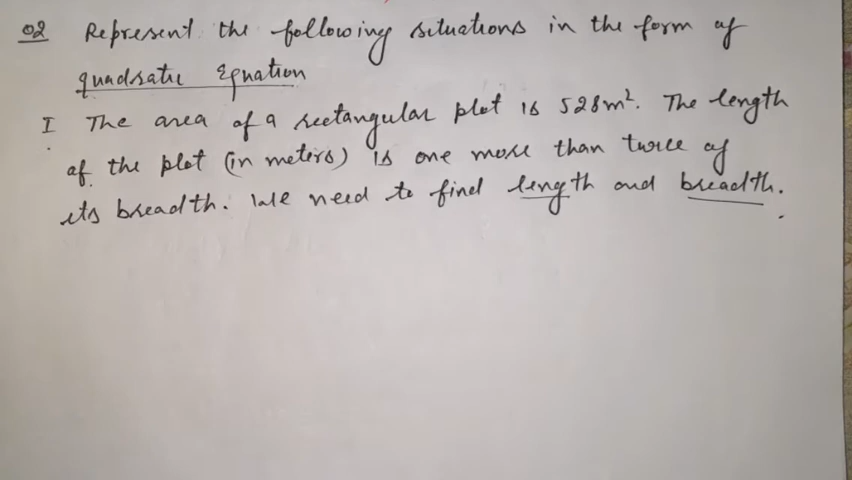 Q2 Represent the following situations in the form of
quadratic Equation
I The area of a rectangular plot is 528m². The length
of the plot (in meters) is one more than twice of
its breadth. We need to find length and breadth.